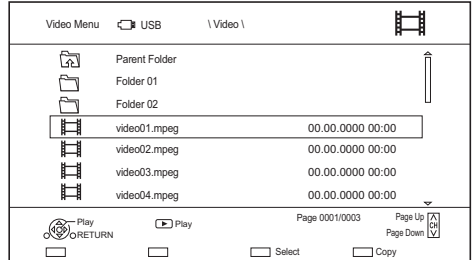 Video Menu USB \ Video \
Parent Folder
Folder 01
Folder 02
video01.mpeg 00.00.0000 00:00
video02.mpeg 00.00.0000 00:00
video03.mpeg 00.00.0000 00:00
video04.mpeg 00.00.0000 00:00
Play Play Page 0001/0003 Page Up CH
RETURN Page Down
Select Copy